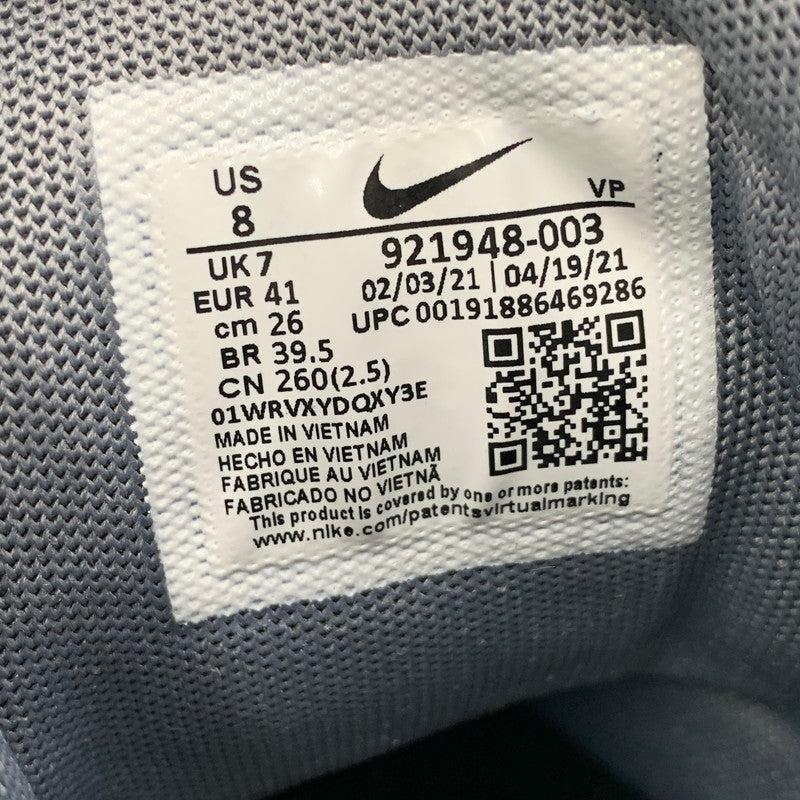 US
8
VP
UK 7
EUR 41
cm 26
BR 39.5
CN 260(2.5)
921948-003
02/03/21 | 04/19/21
UPC 00191886469286
01WRVXYDQXY3E
MADE IN VIETNAM
HECHO EN VIETNAM
FABRIQUE AU VIETNAM
FABRICADO NO VIETNÃ
This product is covered by one or more patents:
www.nike.com/patentsvirtualmarking